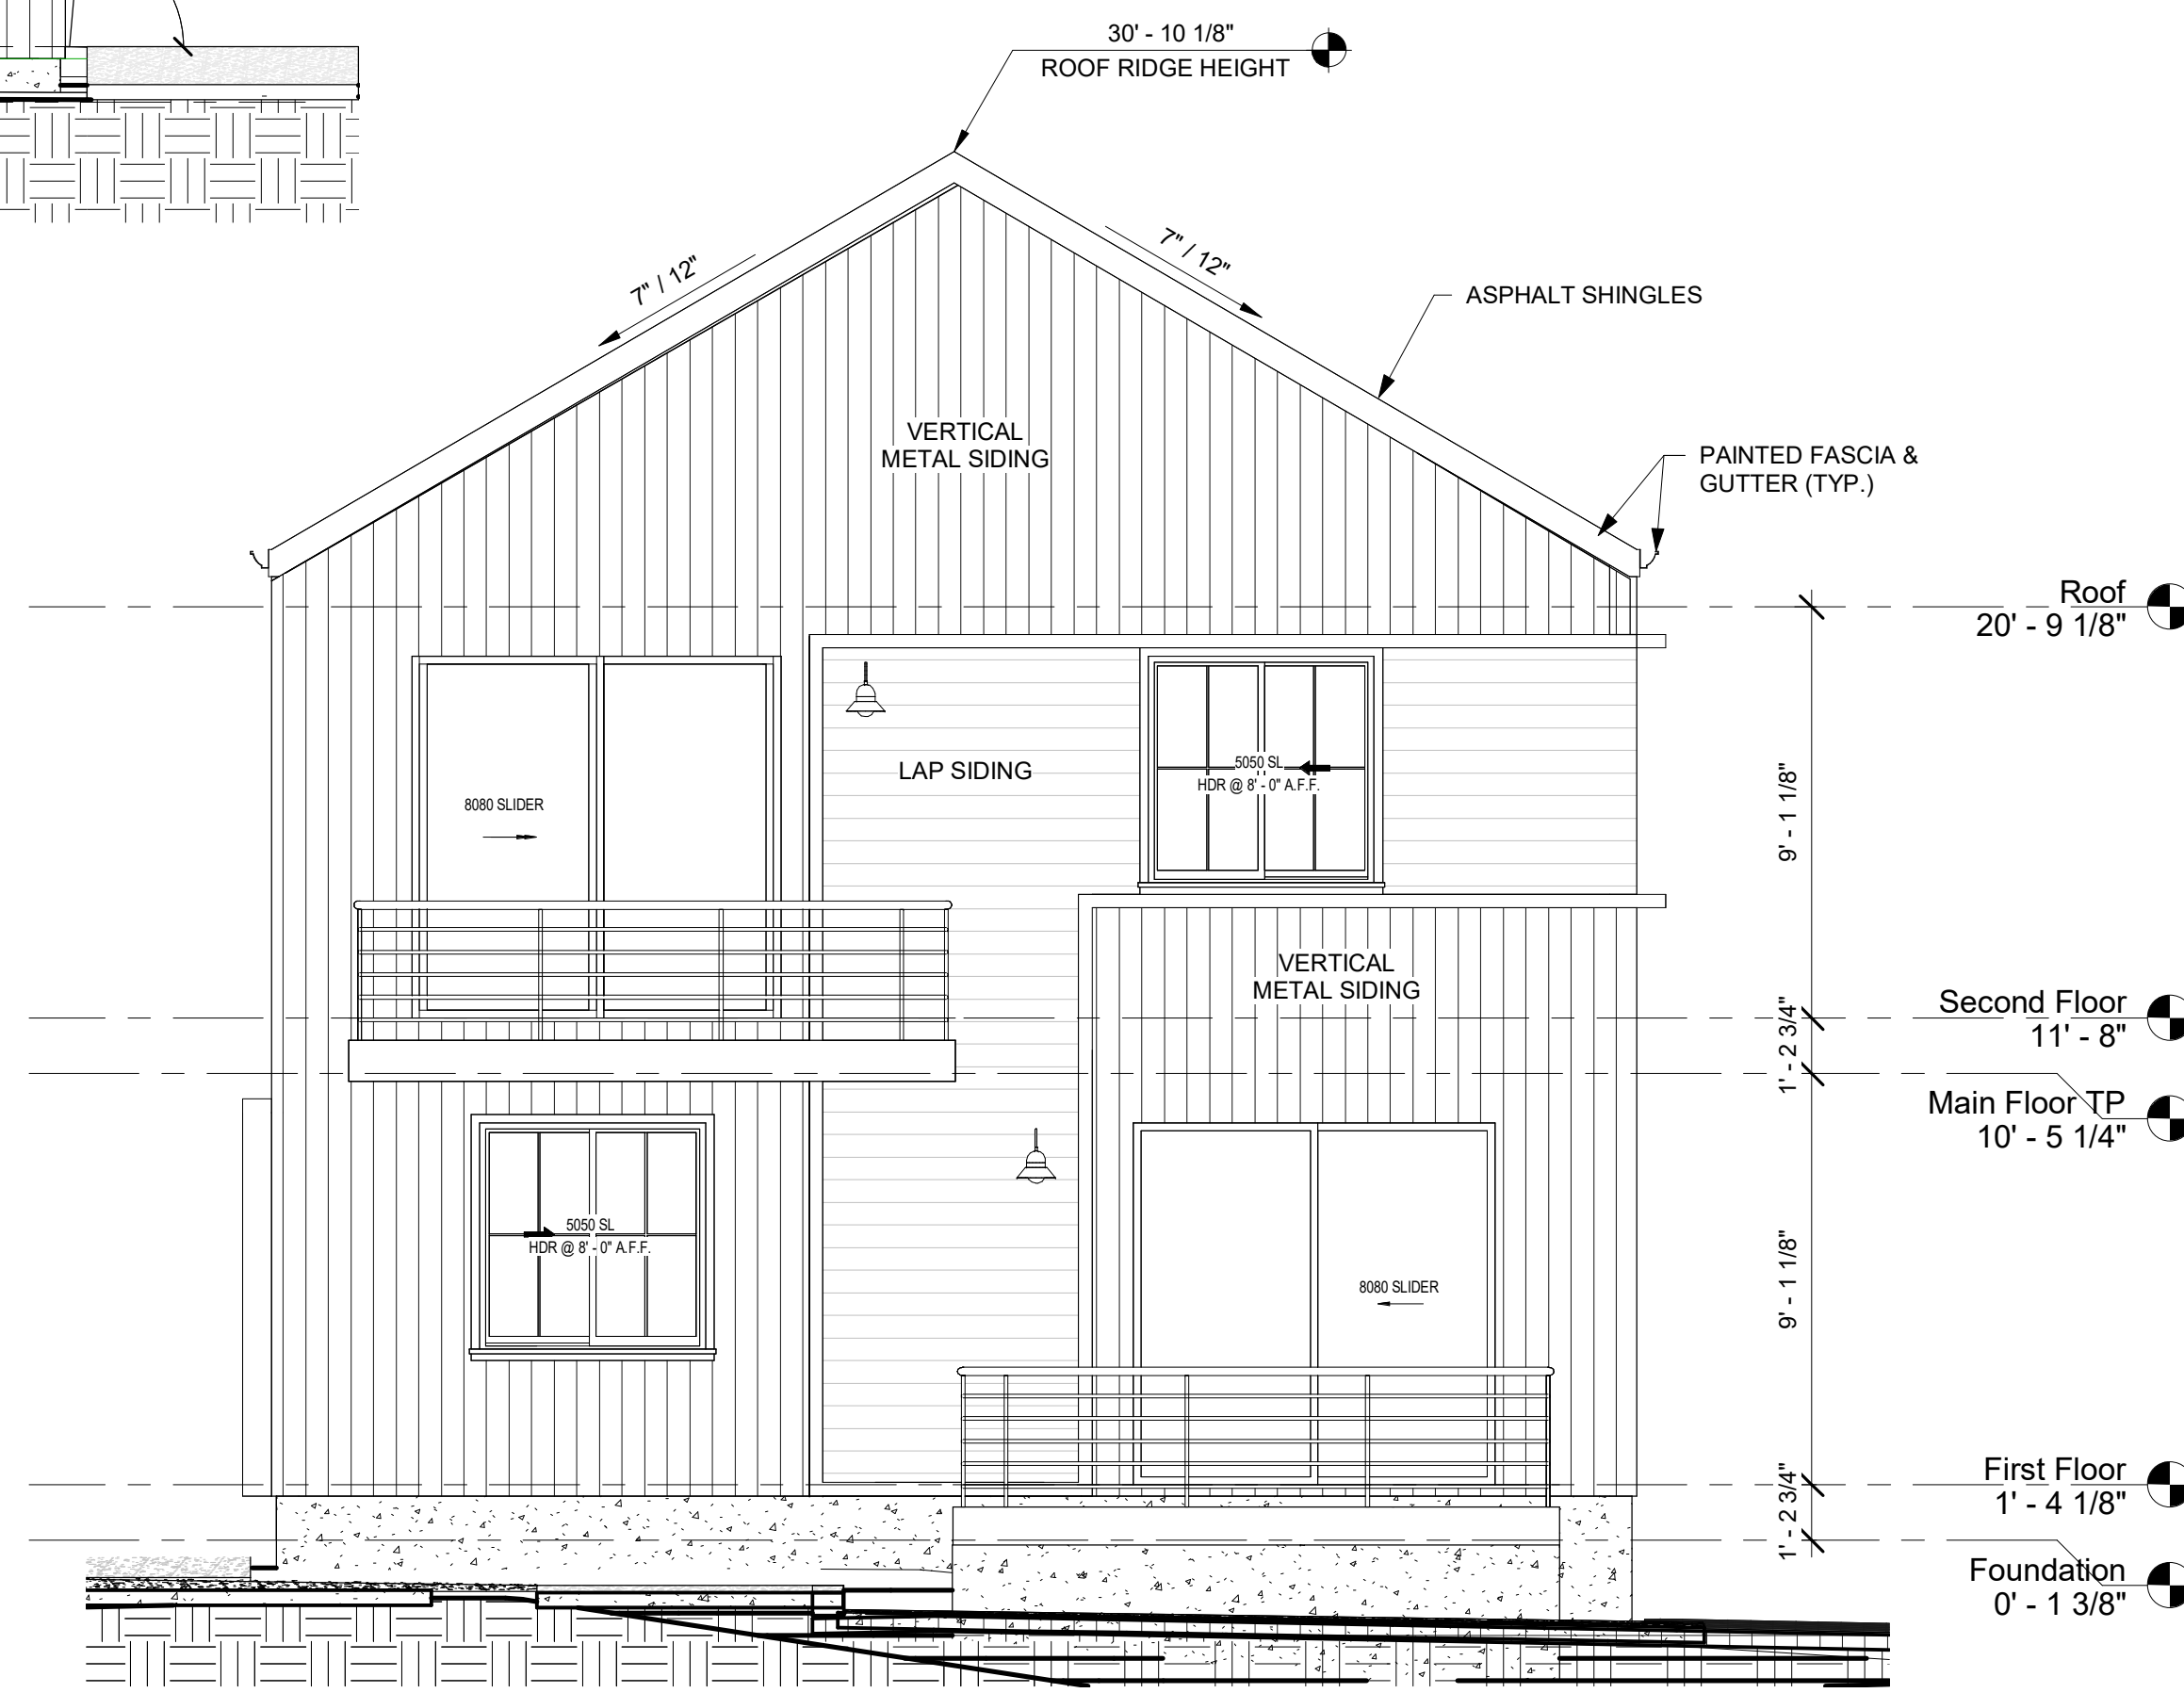 30' - 10 1/8"
ROOF RIDGE HEIGHT
7" / 12"
7" / 12"
ASPHALT SHINGLES
VERTICAL
METAL SIDING
PAINTED FASCIA &
GUTTER (TYP.)
Roof
20' - 9 1/8"
LAP SIDING
5050 SL
HDR @ 8' - 0" A.F.F.
8080 SLIDER
9' - 1 1/8"
VERTICAL
METAL SIDING
Second Floor
11' - 8"
1' - 2 3/4"
Main Floor TP
10' - 5 1/4"
5050 SL
HDR @ 8' - 0" A.F.F.
8080 SLIDER
9' - 1 1/8"
First Floor
1' - 4 1/8"
1' - 2 3/4"
Foundation
0' - 1 3/8"